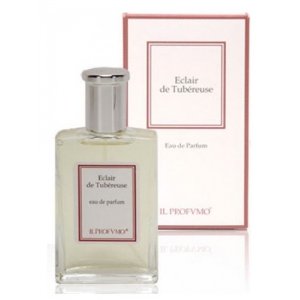 Eclair
de Tubéreuse
Eau de Parfum
IL PROFVMO
Eclair
de Tubéreuse
eau de parfum
IL PROFVMO®